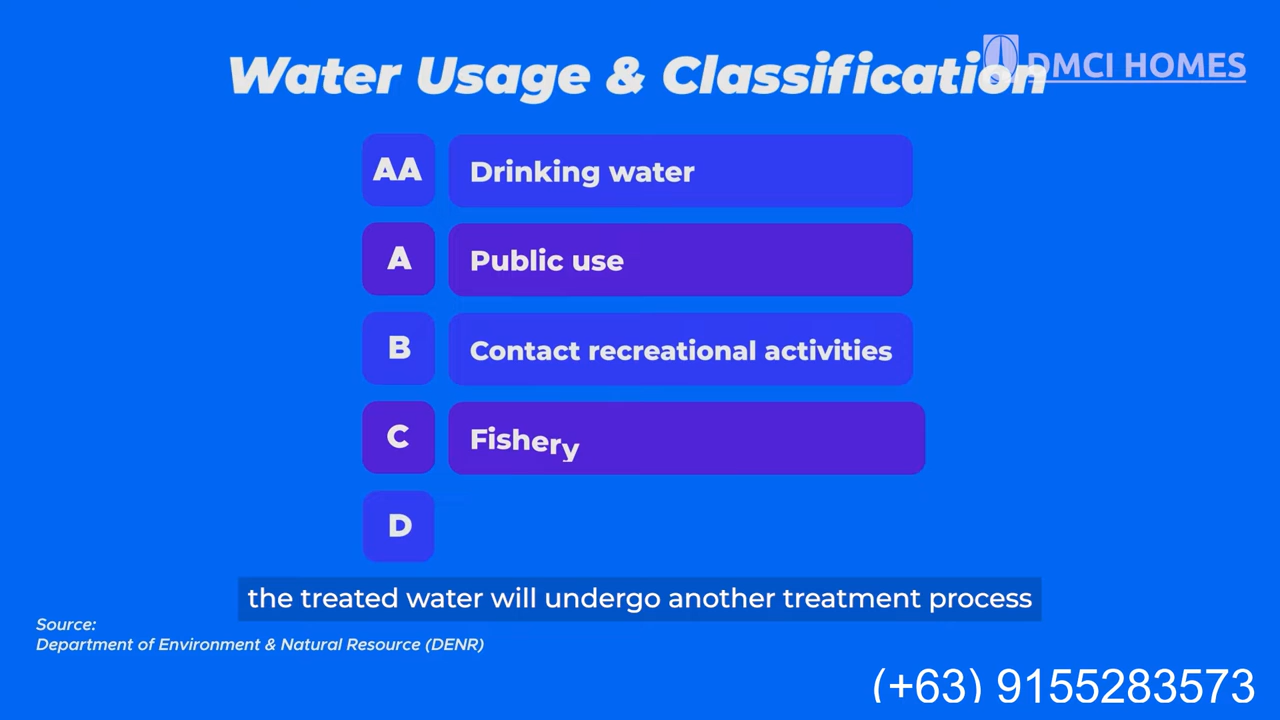 Water Usage & Classification
DMCI HOMES
AA Drinking water
A Public use
B Contact recreational activities
C Fishery
D
the treated water will undergo another treatment process
Source:
Department of Environment & Natural Resource (DENR)
(+63) 9155283573